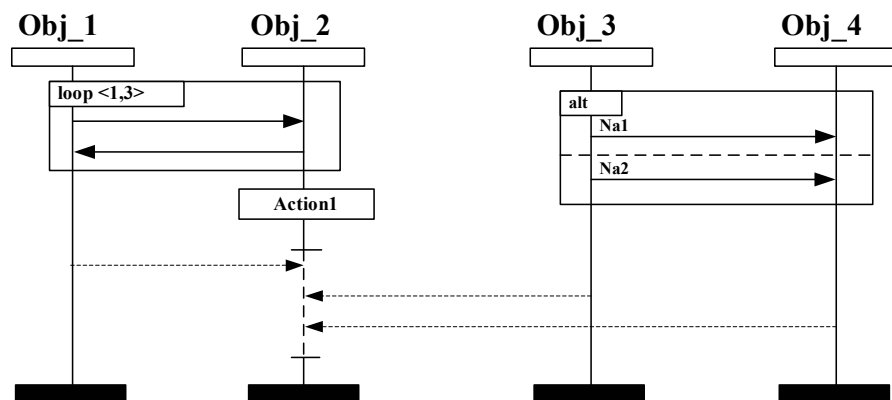 Obj_1
Obj_2
Obj_3
Obj_4
loop <1,3>
alt
Na1
Na2
Action1